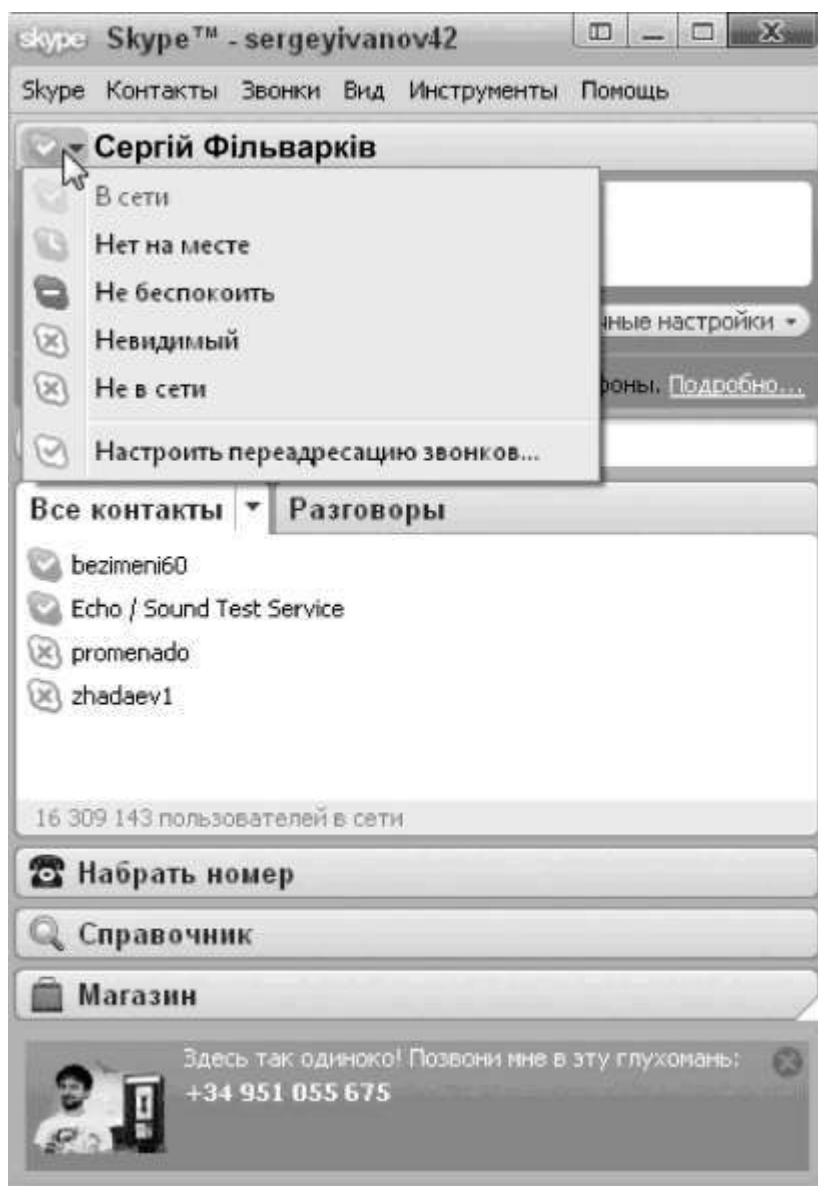 skype Skype™ - sergeyivanov42
Skype Контакты Звонки Вид Инструменты Помощь
Сергій Фільварків
В сети
Нет на месте
Не беспокоить
Невидимый
Не в сети
Настроить переадресацию звонков...
настройки
Подробно...
Все контакты Разговоры
bezimeni60
Echo / Sound Test Service
promenado
zhadaev1
16 309 143 пользователей в сети
Набрать номер
Справочник
Магазин
Здесь так одиноко! Позвони мне в эту глухомань:
+34 951 055 675